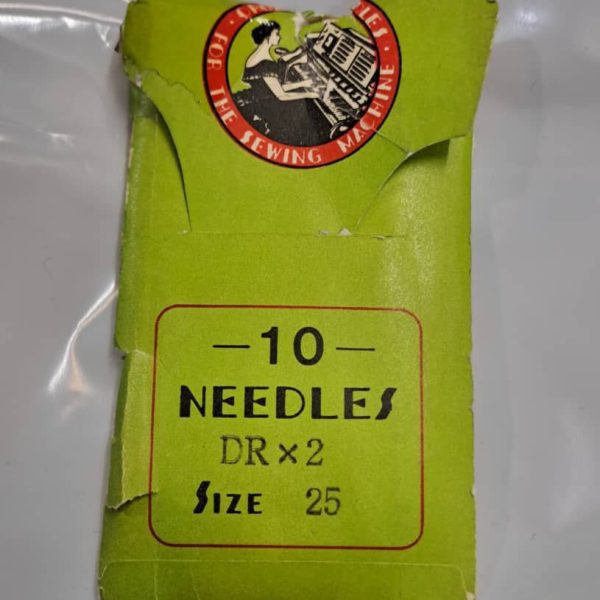 FOR THE SEWING MACHINE
—10—
NEEDLES
DR×2
SIZE 25